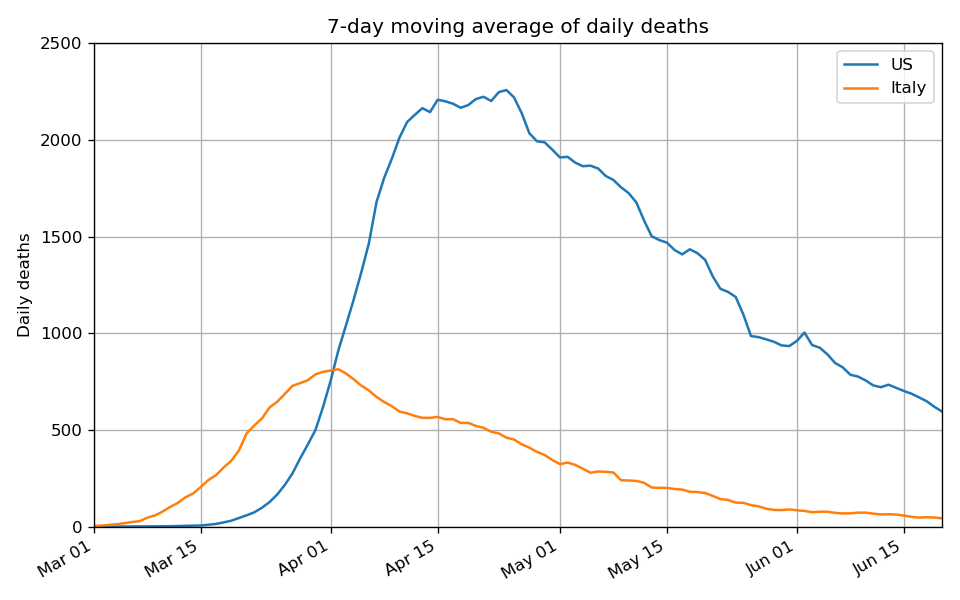 7-day moving average of daily deaths
2500
2000
1500
1000
500
0
Daily deaths
US
Italy
Mar 01
Mar 15
Apr 01
Apr 15
May 01
May 15
Jun 01
Jun 15